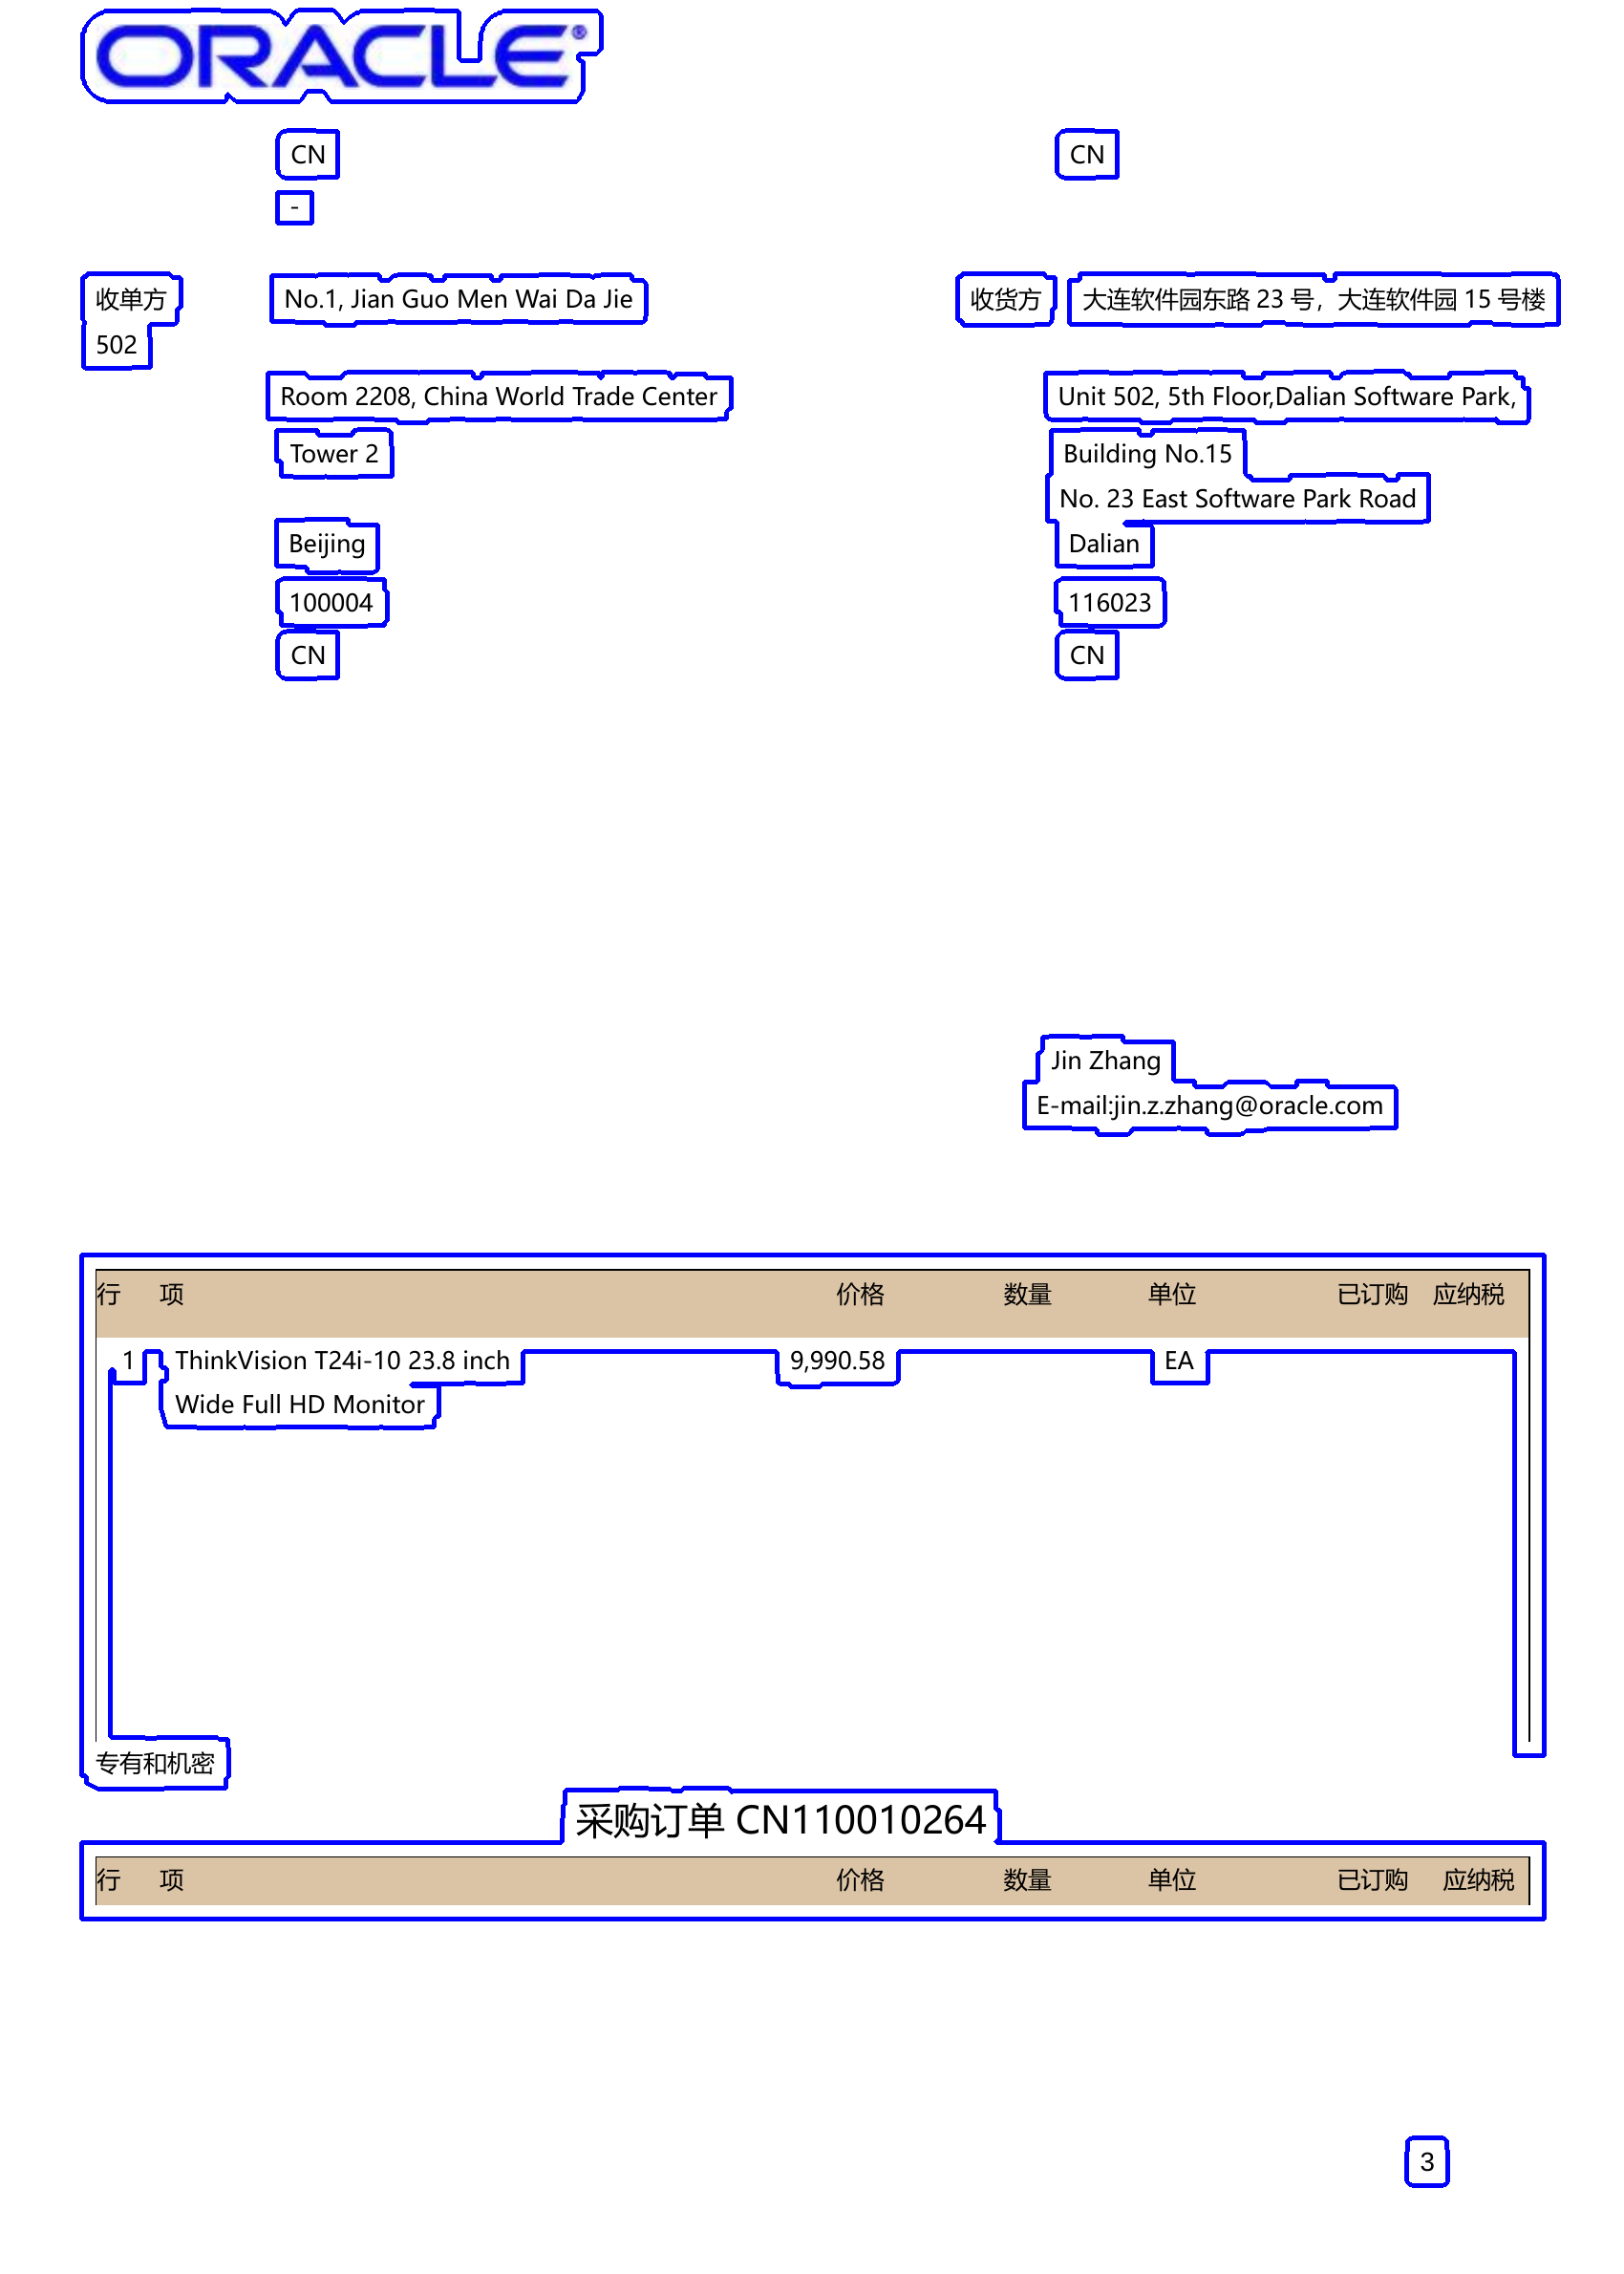 ORACLE®
CN CN
-
收单方 No.1, Jian Guo Men Wai Da Jie 收货方 大连软件园东路 23 号，大连软件园 15 号楼
502
Room 2208, China World Trade Center Unit 502, 5th Floor,Dalian Software Park,
Tower 2 Building No.15
No. 23 East Software Park Road
Beijing Dalian
100004 116023
CN CN
Jin Zhang
E-mail:jin.z.zhang@oracle.com
行 项 价格 数量 单位 已订购 应纳税
1 ThinkVision T24i-10 23.8 inch 9,990.58 EA
Wide Full HD Monitor
专有和机密
采购订单 CN110010264
行 项 价格 数量 单位 已订购 应纳税
3